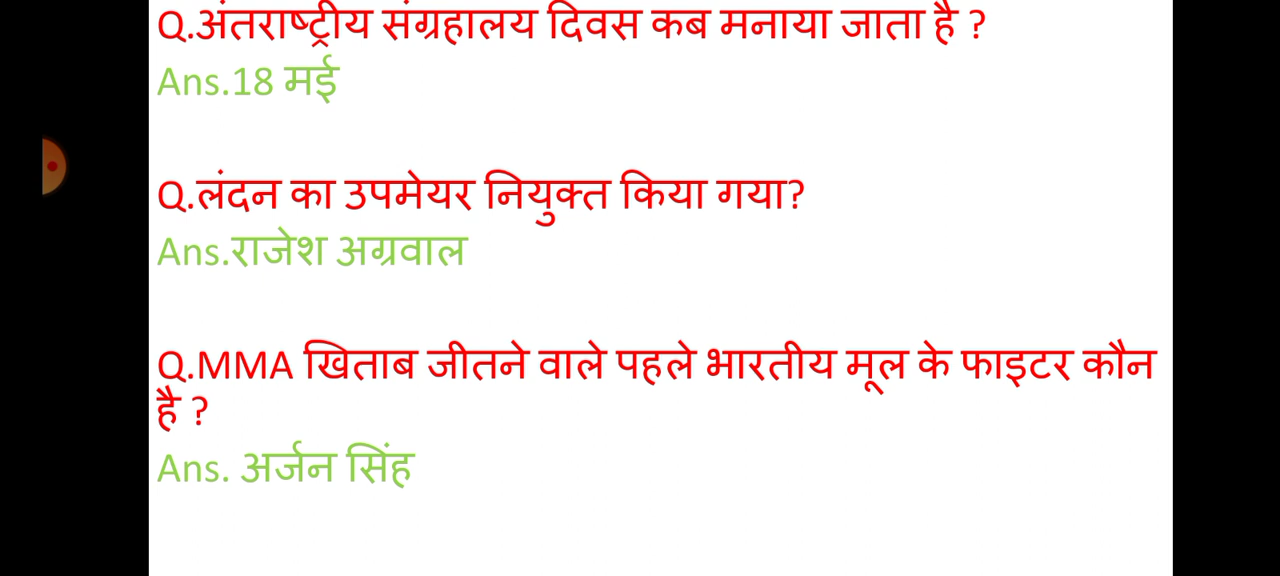 Q.अंतराष्ट्रीय संग्रहालय दिवस कब मनाया जाता है ?
Ans.18 मई
Q.लंदन का उपमेयर नियुक्त किया गया?
Ans.राजेश अग्रवाल
Q.MMA खिताब जीतने वाले पहले भारतीय मूल के फाइटर कौन
है ?
Ans. अर्जन सिंह